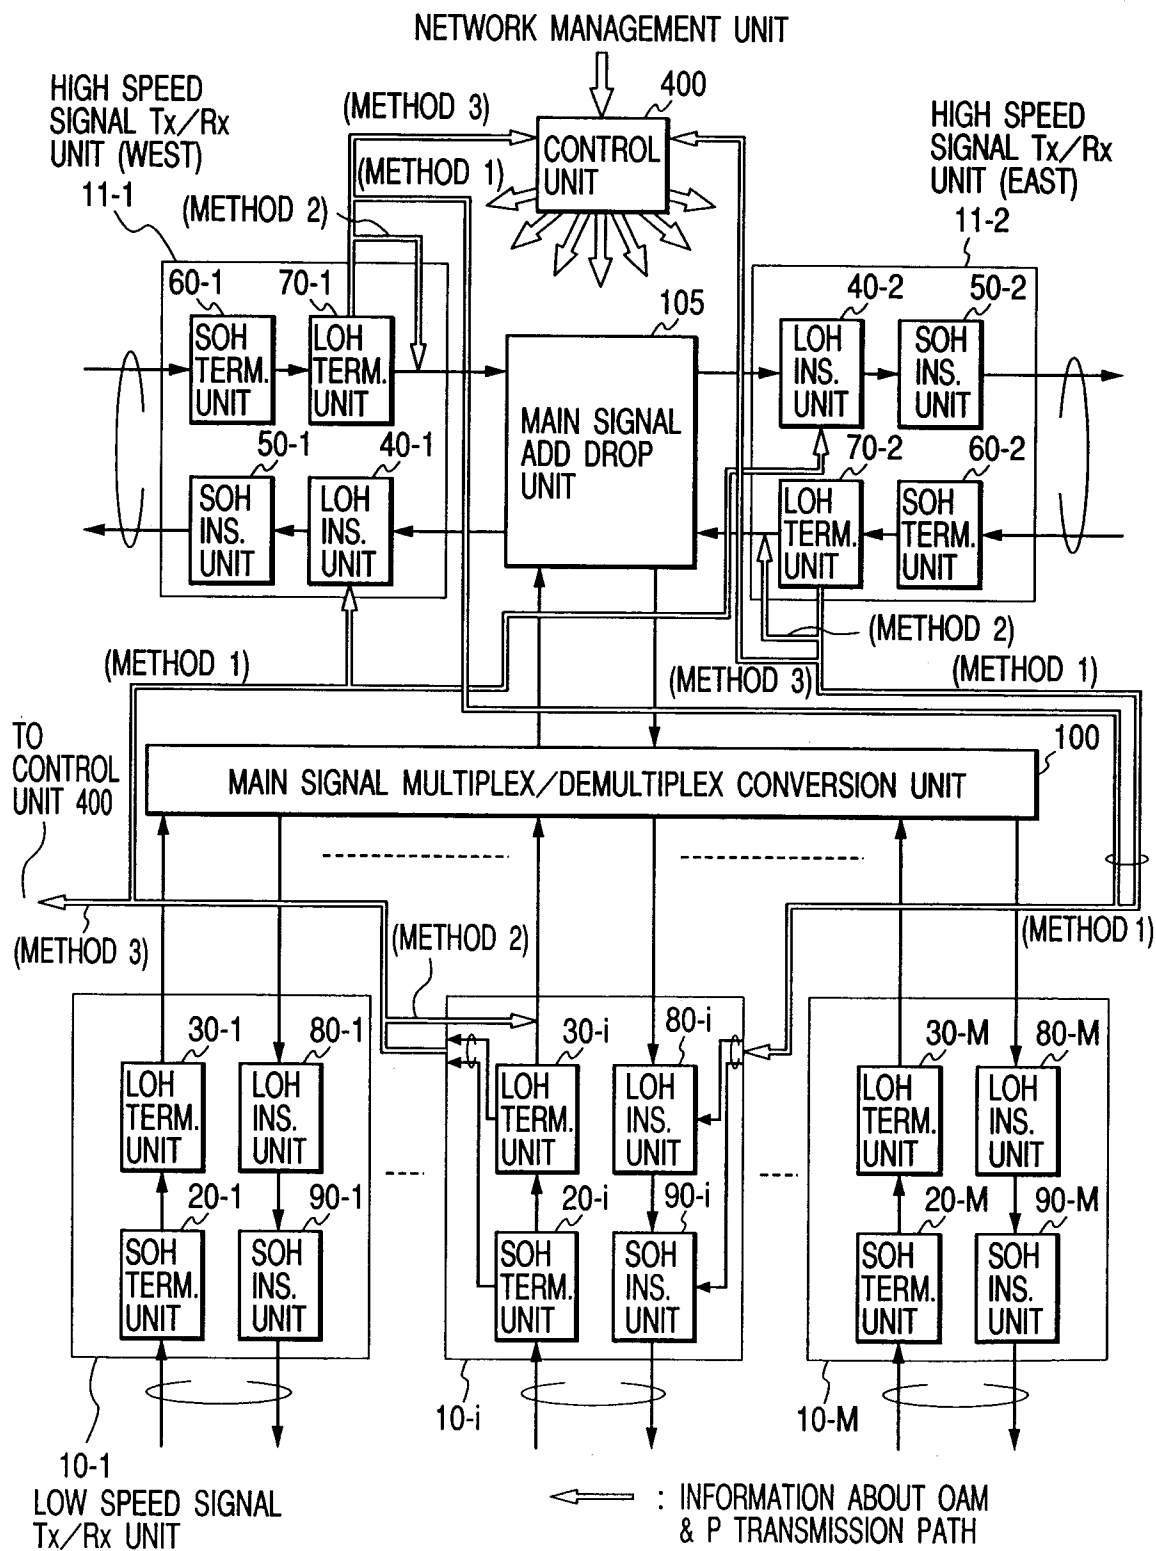 NETWORK MANAGEMENT UNIT
HIGH SPEED
SIGNAL Tx/Rx
UNIT (WEST)
11-1
(METHOD 3)
400
CONTROL
UNIT
(METHOD 1)
(METHOD 2)
HIGH SPEED
SIGNAL Tx/Rx
UNIT (EAST)
11-2
60-1
SOH
TERM.
UNIT
70-1
LOH
TERM.
UNIT
50-1
SOH
INS.
UNIT
40-1
LOH
INS.
UNIT
105
MAIN SIGNAL
ADD DROP
UNIT
40-2
LOH
INS.
UNIT
50-2
SOH
INS.
UNIT
70-2
LOH
TERM.
UNIT
60-2
SOH
TERM.
UNIT
(METHOD 2)
(METHOD 1)
(METHOD 3)
(METHOD 1)
TO
CONTROL
UNIT 400
100
MAIN SIGNAL MULTIPLEX/DEMULTIPLEX CONVERSION UNIT
(METHOD 3)
(METHOD 2)
(METHOD 1)
30-1
LOH
TERM.
UNIT
80-1
LOH
INS.
UNIT
20-1
SOH
TERM.
UNIT
90-1
SOH
INS.
UNIT
30-i
LOH
TERM.
UNIT
80-i
LOH
INS.
UNIT
20-i
SOH
TERM.
UNIT
90-i
SOH
INS.
UNIT
30-M
LOH
TERM.
UNIT
80-M
LOH
INS.
UNIT
20-M
SOH
TERM.
UNIT
90-M
SOH
INS.
UNIT
10-1
LOW SPEED SIGNAL
Tx/Rx UNIT
10-i
10-M
: INFORMATION ABOUT OAM
& P TRANSMISSION PATH